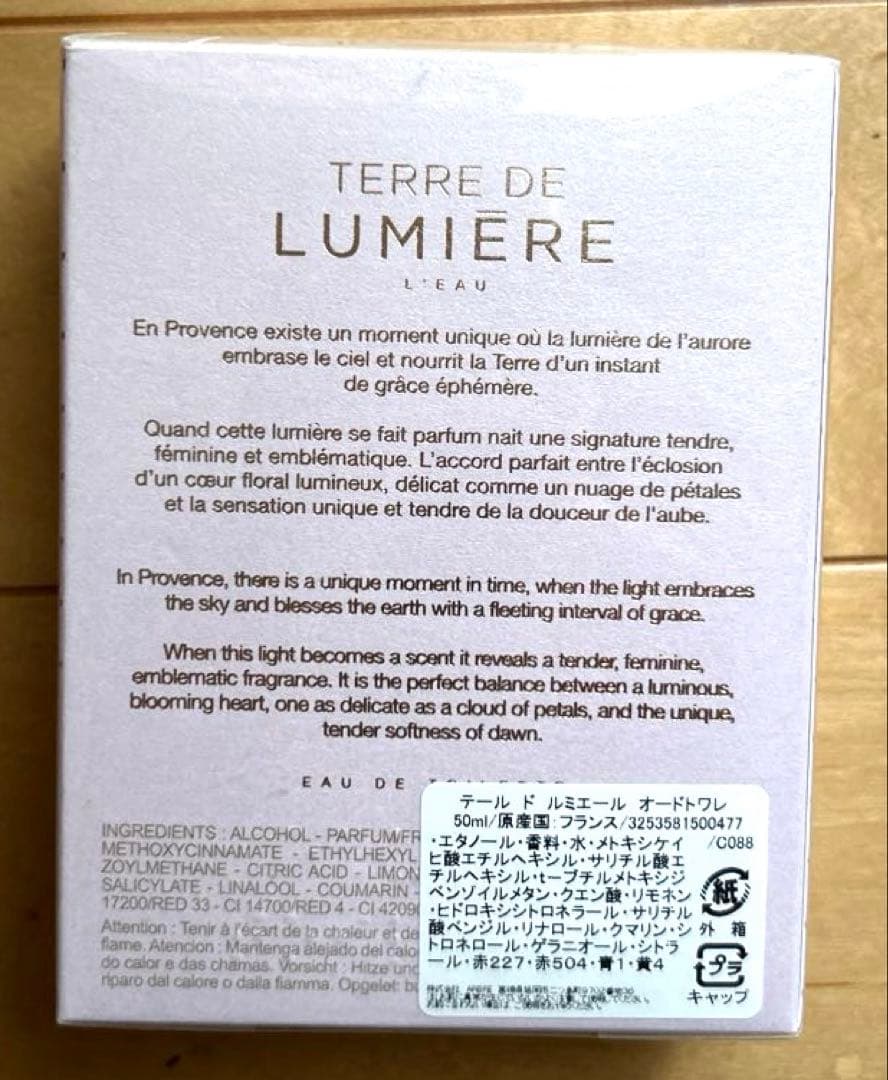 TERRE DE
LUMIĒRE
L'EAU
En Provence existe un moment unique où la lumière de l'aurore
embrase le ciel et nourrit la Terre d'un instant
de grâce éphémère.
Quand cette lumière se fait parfum nait une signature tendre,
féminine et emblématique. L'accord parfait entre l'éclosion
d'un cœur floral lumineux, délicat comme un nuage de pétales
et la sensation unique et tendre de la douceur de l'aube.
In Provence, there is a unique moment in time, when the light embraces
the sky and blesses the earth with a fleeting interval of grace.
When this light becomes a scent it reveals a tender, feminine,
emblematic fragrance. It is the perfect balance between a luminous,
blooming heart, one as delicate as a cloud of petals, and the unique,
tender softness of dawn.
EAU DE
INGREDIENTS : ALCOHOL - PARFUM/FR
METHOXYCINNAMATE - ETHYLHEXYL
ZOYLMETHANE - CITRIC ACID - LIMON
SALICYLATE - LINALOOL - COUMARIN -
17200/RED 33 - CI 14700/RED 4 - CI 4209
Attention : Tenir à l'écart de la chaleur et de
flame. Atencion : Mantenga alejado del calo
do calor e das chamas. Vorsicht : Hitze und
riparo dal calore o dalla fiamma. Opgelet: bu
テール ド ルミエール オードトワレ
50ml/原産国:フランス/3253581500477
・エタノール・香料・水・メトキシケイ /C088
ヒ酸エチルヘキシル・サリチル酸エ
チルヘキシル・t-ブチルメトキシジ
ベンゾイルメタン・クエン酸・リモネン
・ヒドロキシシトロネラール・サリチル
酸ベンジル・リナロール・クマリン・シ
トロネロール・ゲラニオール・シトラ
ール・赤227・赤504・青1・黄4
紙
外 箱
プラ
キャップ